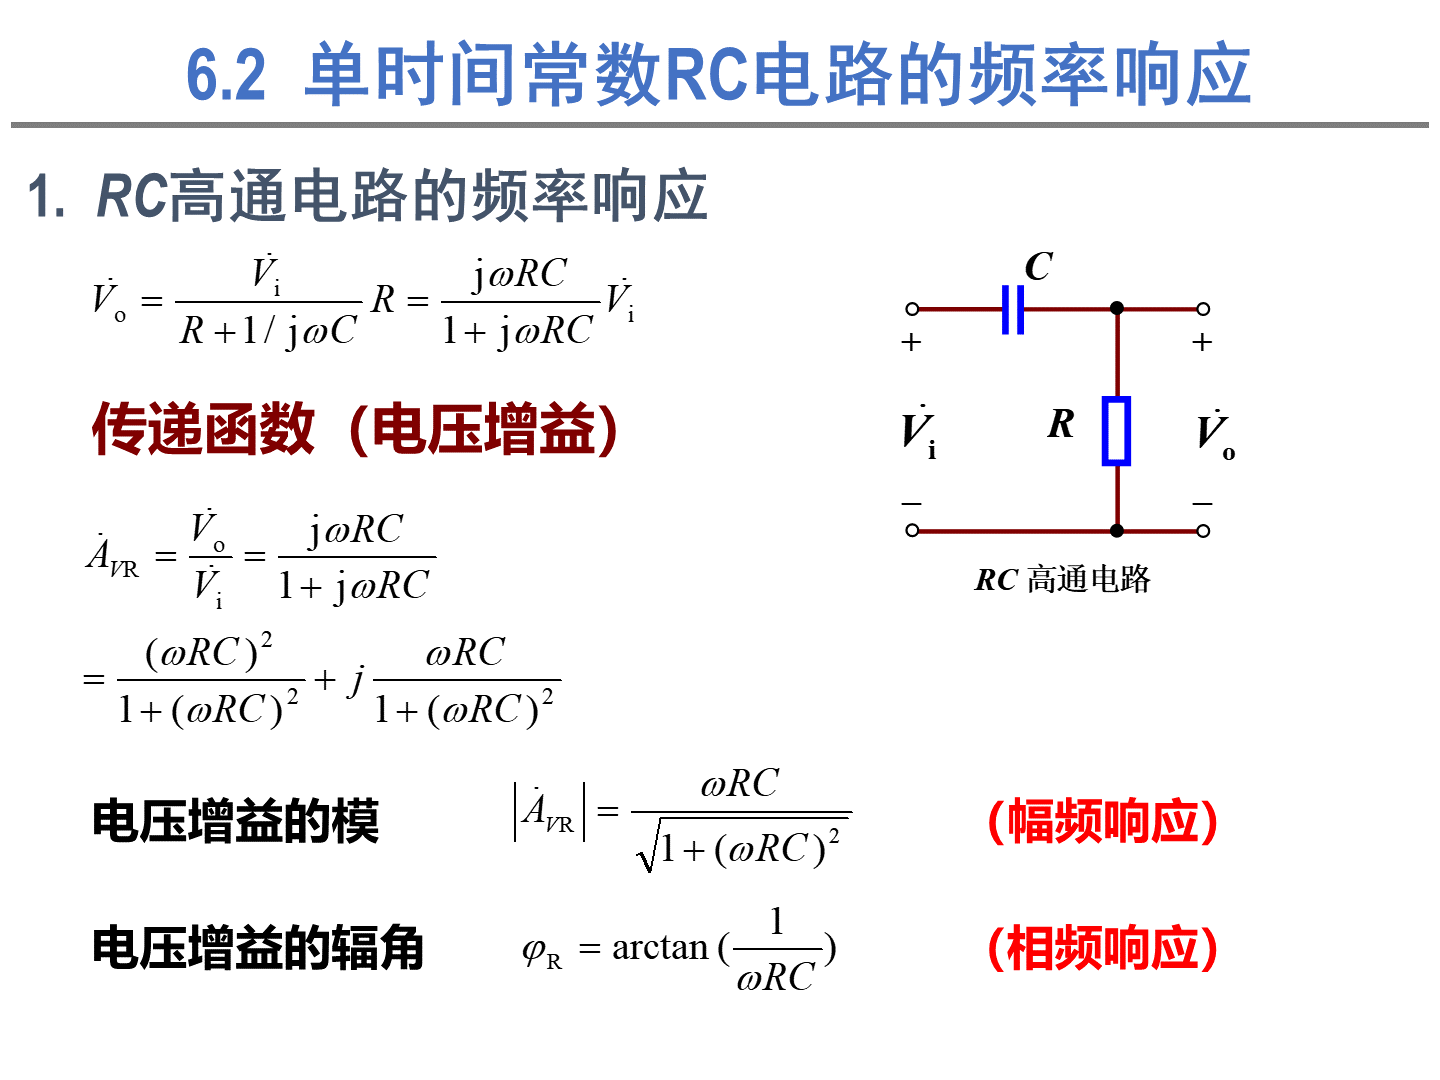 6.2 单时间常数RC电路的频率响应
1. RC高通电路的频率响应
V̇o = V̇i / (R + 1/jωC) R = jωRC / (1 + jωRC) V̇i
传递函数（电压增益）
ȦVR = V̇o / V̇i = jωRC / (1 + jωRC)
= (ωRC)² / (1 + (ωRC)²) + j ωRC / (1 + (ωRC)²)
电压增益的模 |ȦVR| = ωRC / √(1 + (ωRC)²) （幅频响应）
电压增益的辐角 φR = arctan (1 / ωRC) （相频响应）
C
+ +
V̇i R V̇o
− −
RC 高通电路